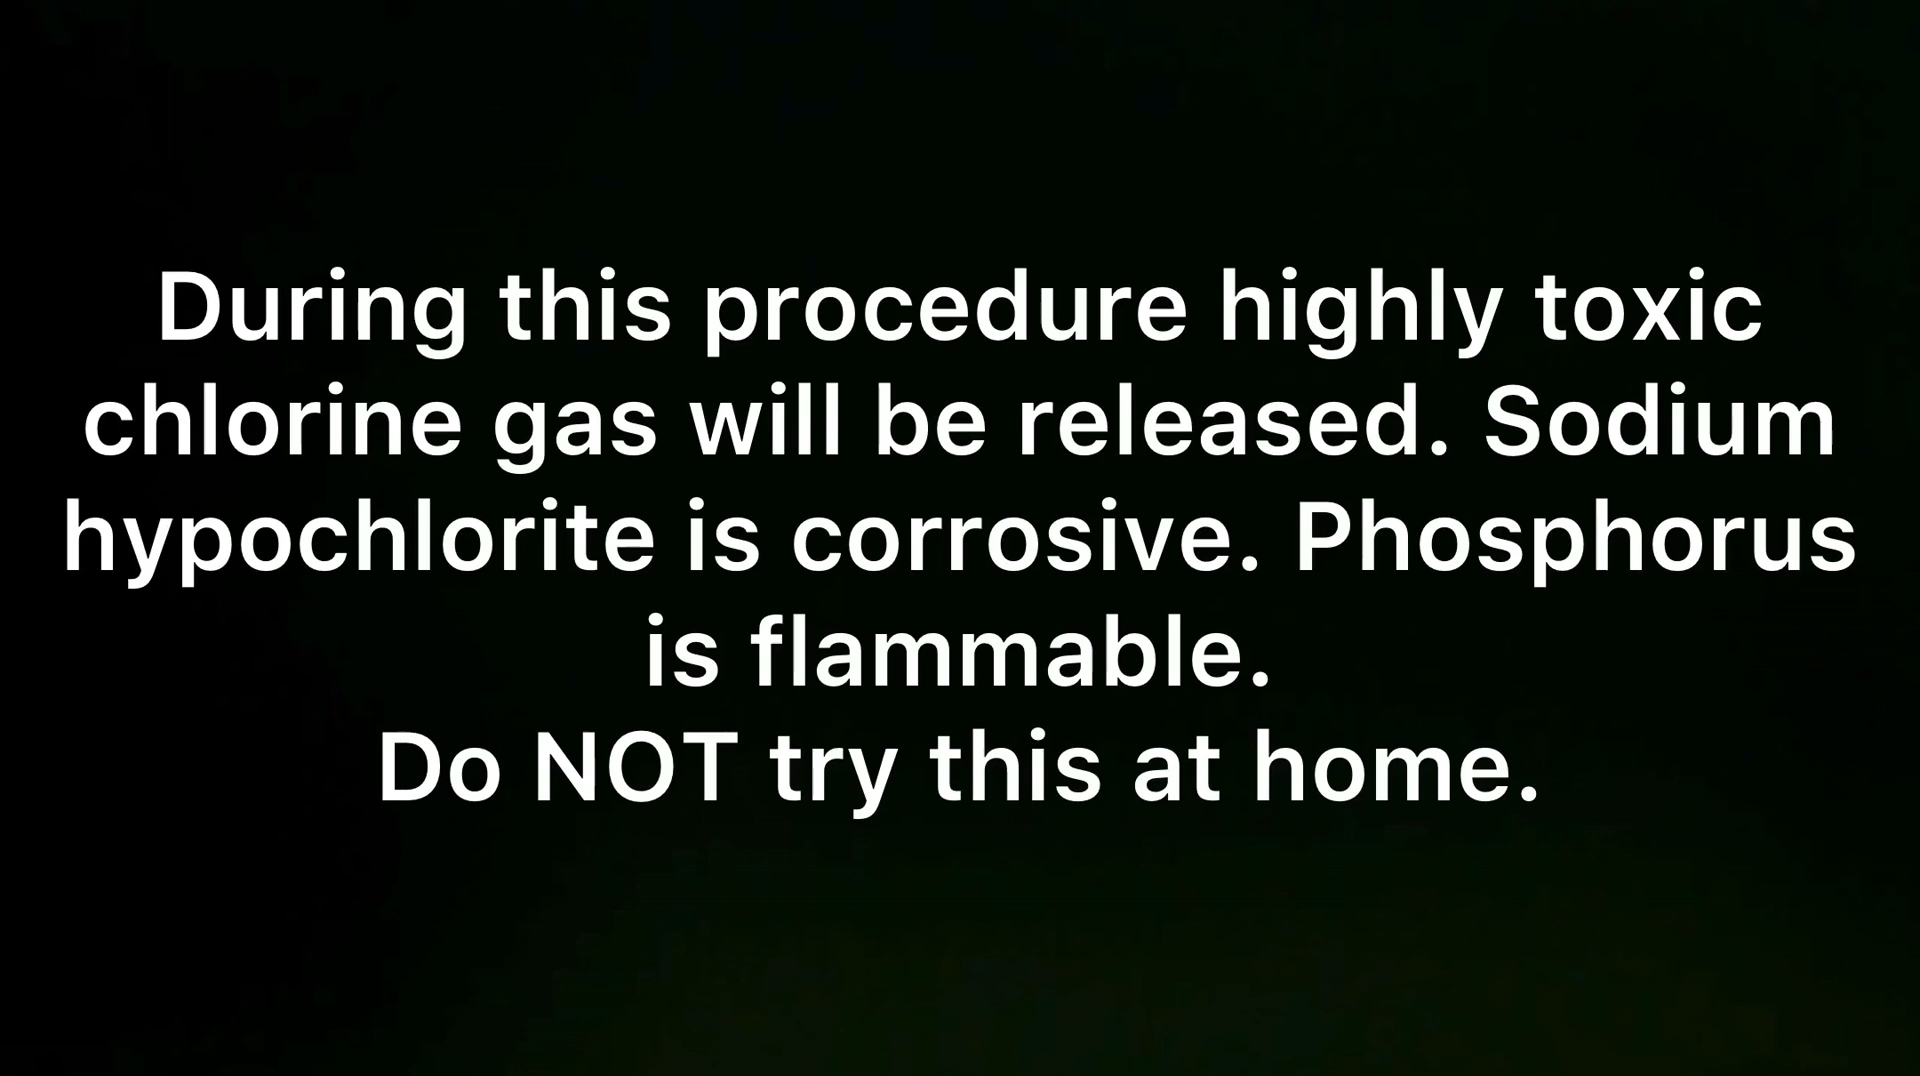 During this procedure highly toxic
chlorine gas will be released. Sodium
hypochlorite is corrosive. Phosphorus
is flammable.
Do NOT try this at home.